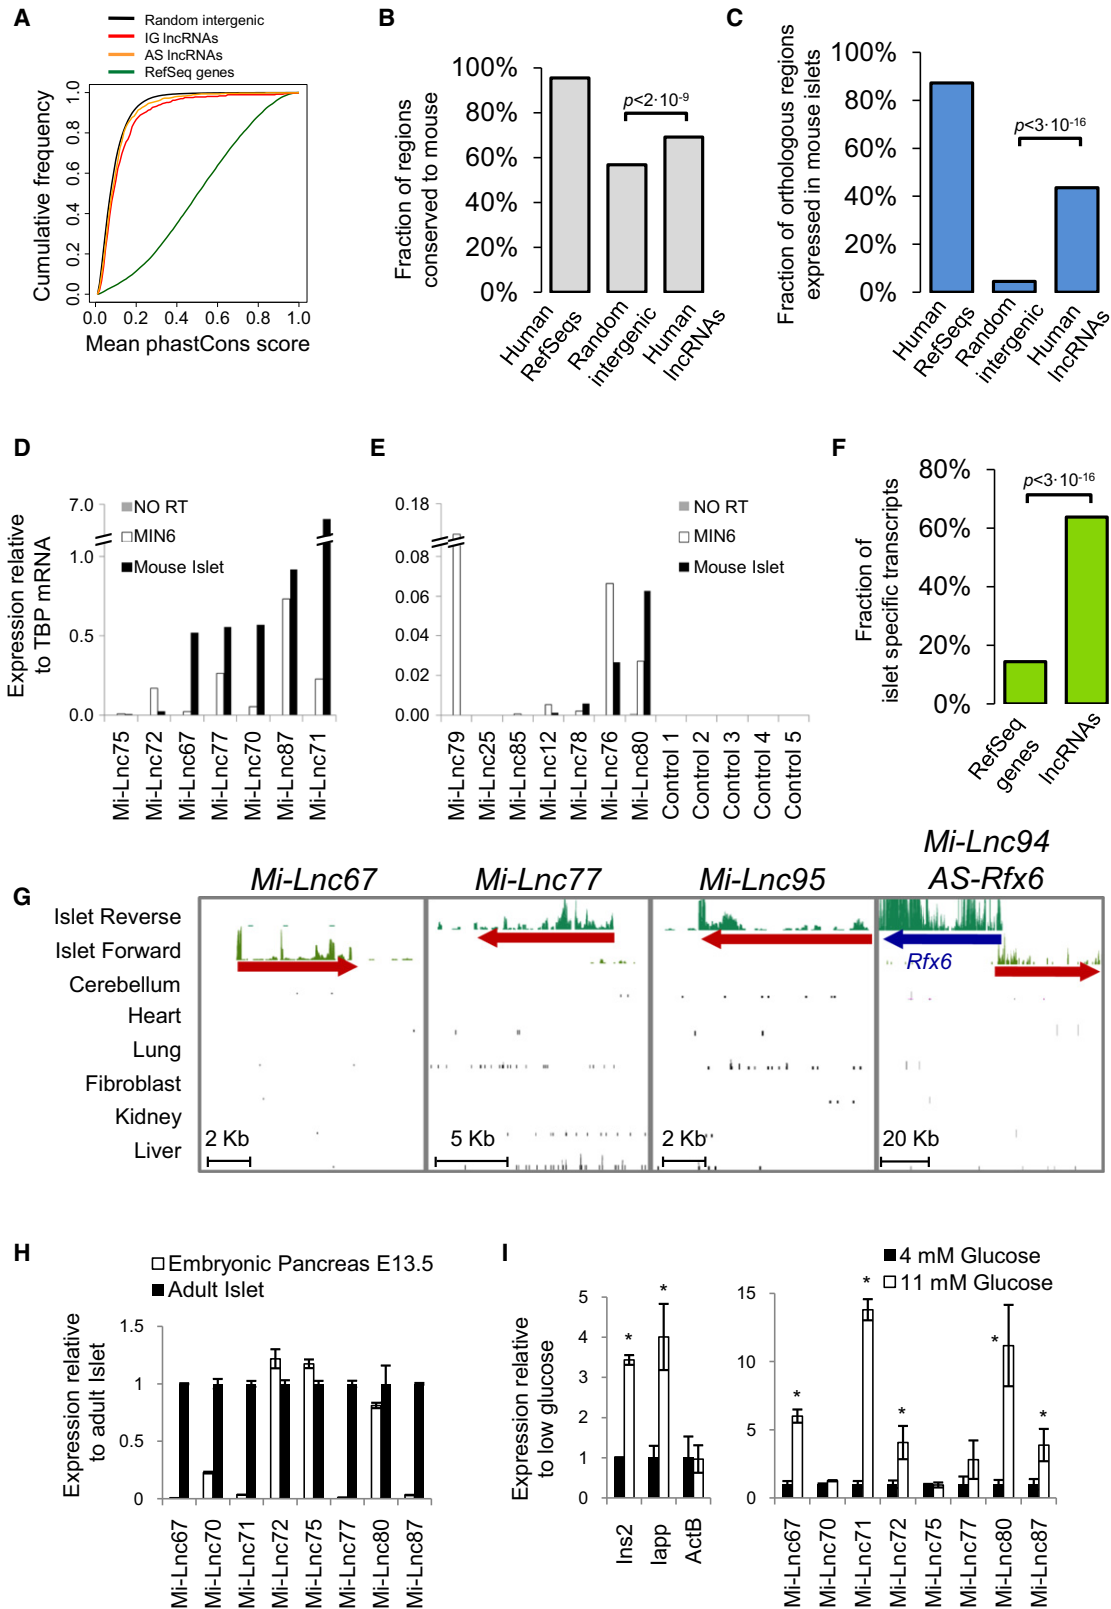 A
Random intergenic
IG lncRNAs
AS lncRNAs
RefSeq genes
Cumulative frequency
1.0
0.8
0.6
0.4
0.2
0.0
0.0 0.2 0.4 0.6 0.8 1.0
Mean phastCons score
B
Fraction of regions
conserved to mouse
100%
80%
60%
40%
20%
0%
p<2·10-9
Human
RefSeqs
Random
intergenic
Human
lncRNAs
C
Fraction of orthologous regions
expressed in mouse islets
100%
80%
60%
40%
20%
0%
p<3·10-16
Human
RefSeqs
Random
intergenic
Human
lncRNAs
D
Expression relative
to TBP mRNA
7.0
1.0
0.5
0.0
NO RT
MIN6
Mouse Islet
Mi-Lnc75
Mi-Lnc72
Mi-Lnc67
Mi-Lnc77
Mi-Lnc70
Mi-Lnc87
Mi-Lnc71
E
0.18
0.08
0.06
0.04
0.02
0.00
NO RT
MIN6
Mouse Islet
Mi-Lnc79
Mi-Lnc25
Mi-Lnc85
Mi-Lnc12
Mi-Lnc78
Mi-Lnc76
Mi-Lnc80
Control 1
Control 2
Control 3
Control 4
Control 5
F
Fraction of
islet specific transcripts
80%
60%
40%
20%
0%
p<3·10-16
RefSeq
genes
lncRNAs
G
Mi-Lnc67
Mi-Lnc77
Mi-Lnc95
Mi-Lnc94
AS-Rfx6
Islet Reverse
Islet Forward
Cerebellum
Heart
Lung
Fibroblast
Kidney
Liver
Rfx6
2 Kb
5 Kb
2 Kb
20 Kb
H
Embryonic Pancreas E13.5
Adult Islet
Expression relative
to adult Islet
1.5
1
0.5
0
Mi-Lnc67
Mi-Lnc70
Mi-Lnc71
Mi-Lnc72
Mi-Lnc75
Mi-Lnc77
Mi-Lnc80
Mi-Lnc87
I
4 mM Glucose
11 mM Glucose
Expression relative
to low glucose
5
4
3
2
1
0
* *
Ins2
Iapp
ActB
15
10
5
0
* * * * *
Mi-Lnc67
Mi-Lnc70
Mi-Lnc71
Mi-Lnc72
Mi-Lnc75
Mi-Lnc77
Mi-Lnc80
Mi-Lnc87